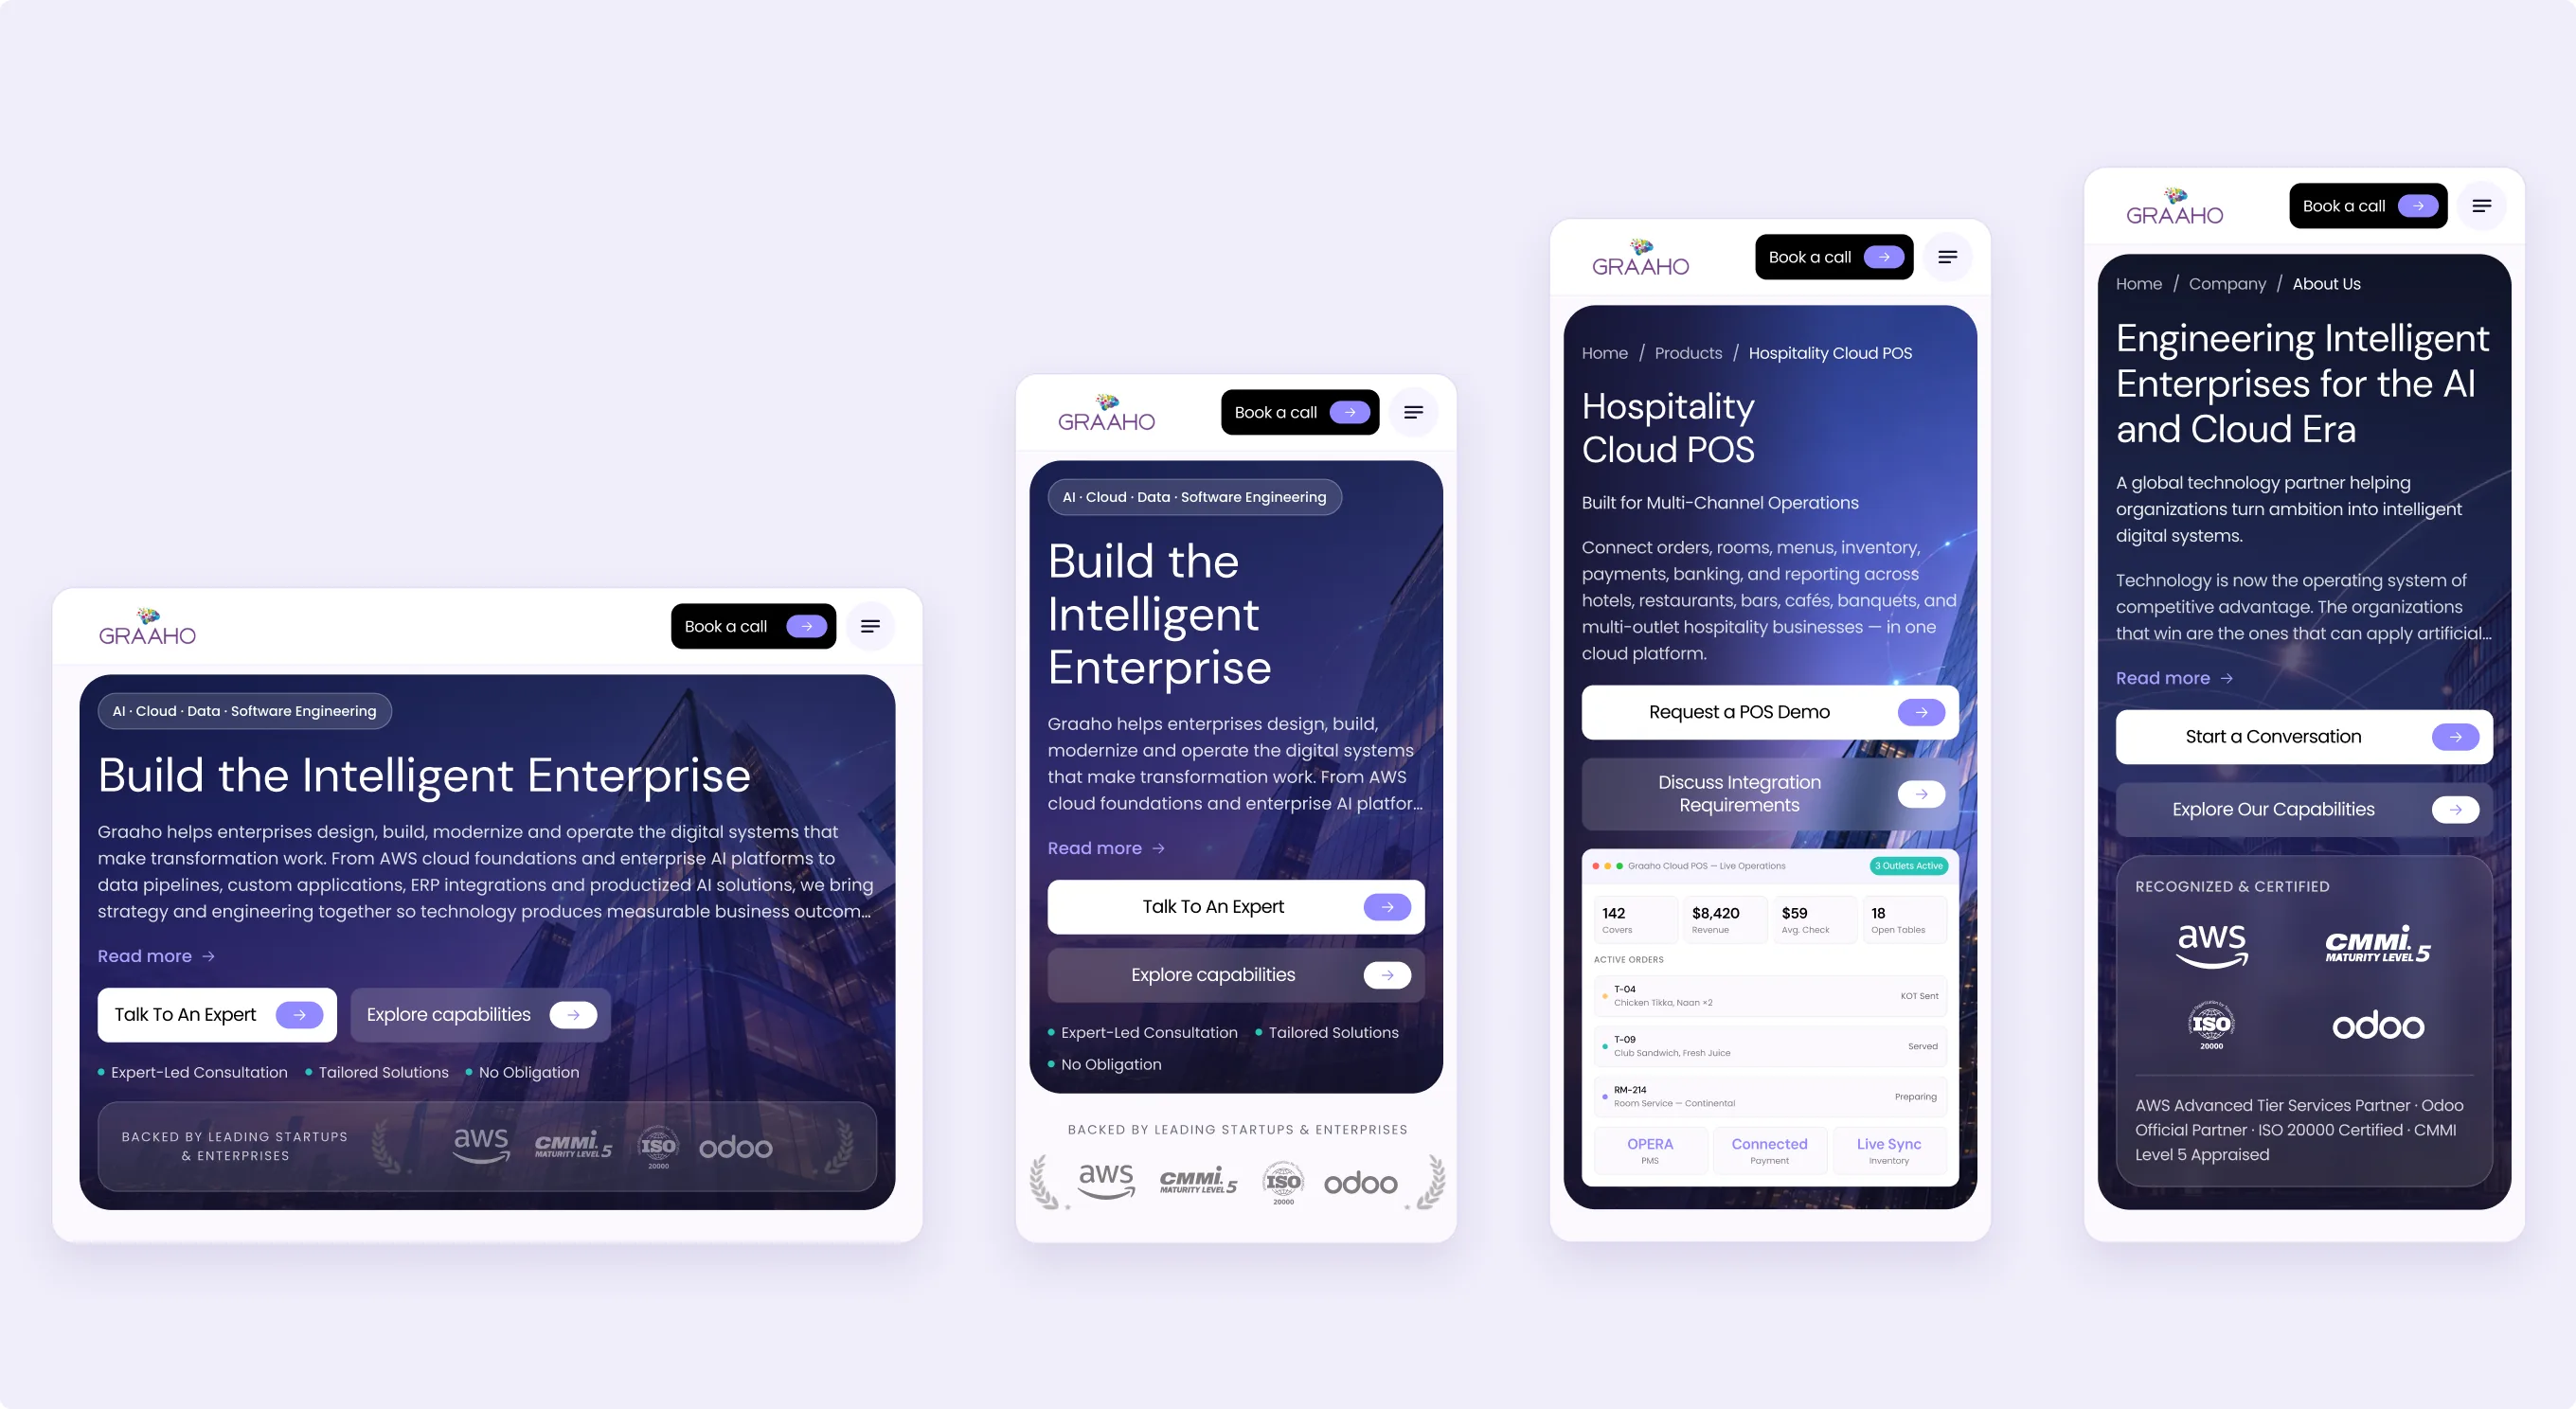 GRAAHO
Book a call
AI · Cloud · Data · Software Engineering
Build the Intelligent Enterprise
Graaho helps enterprises design, build, modernize and operate the digital systems that
make transformation work. From AWS cloud foundations and enterprise AI platforms to
data pipelines, custom applications, ERP integrations and productized AI solutions, we bring
strategy and engineering together so technology produces measurable business outcom...
Read more
Talk To An Expert
Explore capabilities
Expert-Led Consultation
Tailored Solutions
No Obligation
BACKED BY LEADING STARTUPS
& ENTERPRISES
aws
CMMi. 5
MATURITY LEVEL
ISO
20000
odoo
GRAAHO
Book a call
AI · Cloud · Data · Software Engineering
Build the
Intelligent
Enterprise
Graaho helps enterprises design, build,
modernize and operate the digital systems
that make transformation work. From AWS
cloud foundations and enterprise AI platfor...
Read more
Talk To An Expert
Explore capabilities
Expert-Led Consultation
Tailored Solutions
No Obligation
BACKED BY LEADING STARTUPS & ENTERPRISES
aws
CMMi. 5
MATURITY LEVEL
ISO
20000
odoo
GRAAHO
Book a call
Home / Products / Hospitality Cloud POS
Hospitality
Cloud POS
Built for Multi-Channel Operations
Connect orders, rooms, menus, inventory,
payments, banking, and reporting across
hotels, restaurants, bars, cafés, banquets, and
multi-outlet hospitality businesses — in one
cloud platform.
Request a POS Demo
Discuss Integration
Requirements
Graaho Cloud POS — Live Operations
3 Outlets Active
142
Covers
$8,420
Revenue
$59
Avg. Check
18
Open Tables
ACTIVE ORDERS
T-04
Chicken Tikka, Naan ×2
KOT Sent
T-09
Club Sandwich, Fresh Juice
Served
RM-214
Room Service — Continental
Preparing
OPERA
PMS
Connected
Payment
Live Sync
Inventory
GRAAHO
Book a call
Home / Company / About Us
Engineering Intelligent
Enterprises for the AI
and Cloud Era
A global technology partner helping
organizations turn ambition into intelligent
digital systems.
Technology is now the operating system of
competitive advantage. The organizations
that win are the ones that can apply artificial...
Read more
Start a Conversation
Explore Our Capabilities
RECOGNIZED & CERTIFIED
aws
CMMi. 5
MATURITY LEVEL
ISO
20000
odoo
AWS Advanced Tier Services Partner · Odoo
Official Partner · ISO 20000 Certified · CMMI
Level 5 Appraised